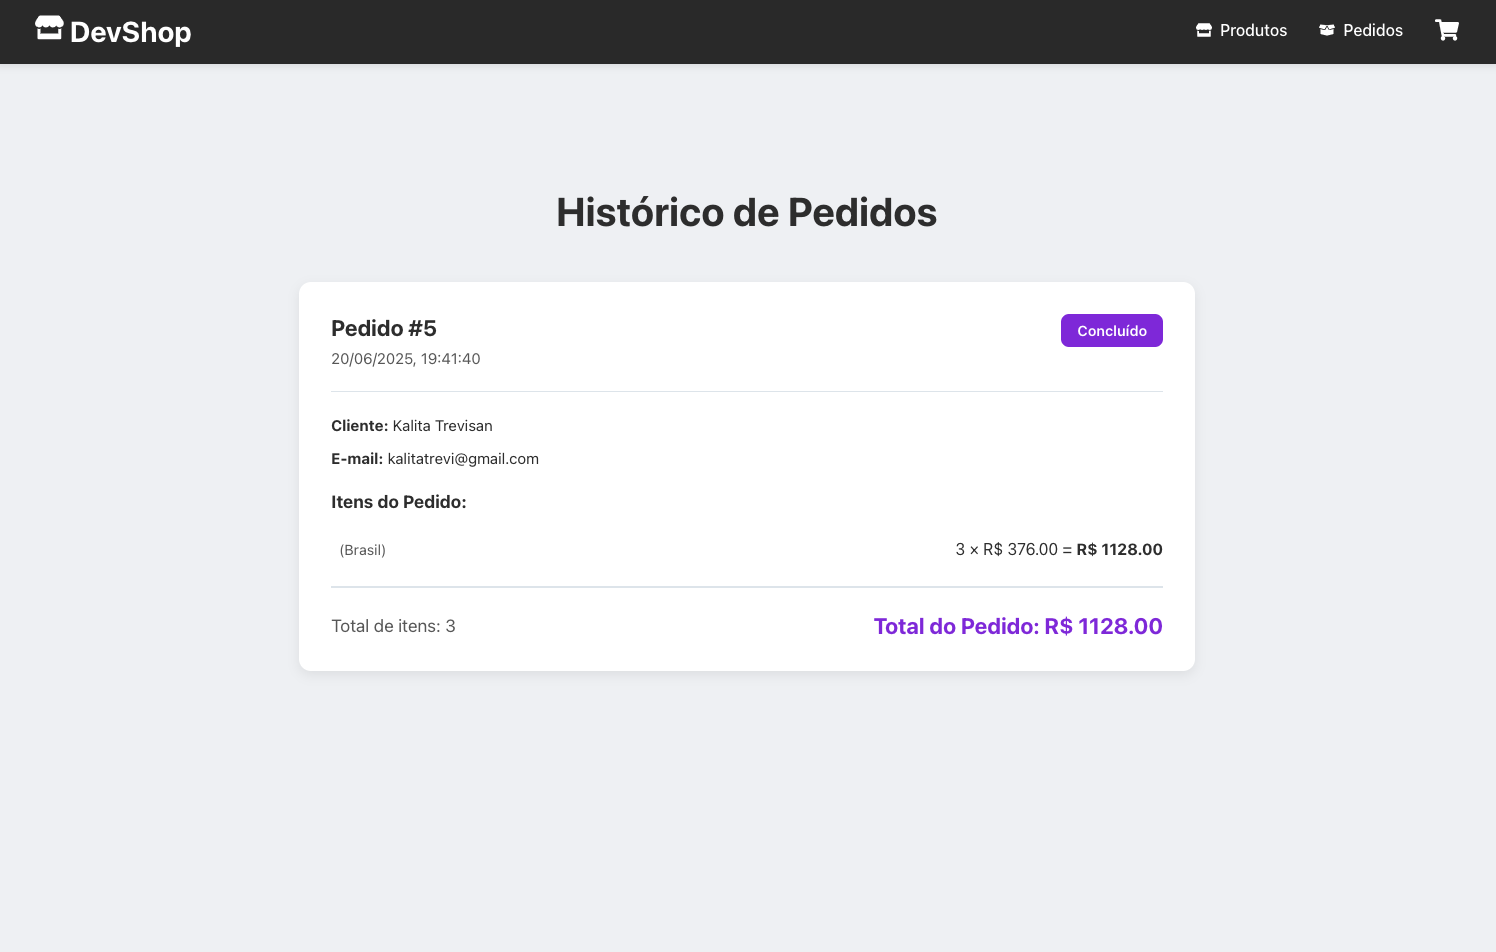 DevShop
Produtos
Pedidos
Histórico de Pedidos
Pedido #5
Concluído
20/06/2025, 19:41:40
Cliente: Kalita Trevisan
E-mail: kalitatrevi@gmail.com
Itens do Pedido:
(Brasil)
3 × R$ 376.00 = R$ 1128.00
Total de itens: 3
Total do Pedido: R$ 1128.00